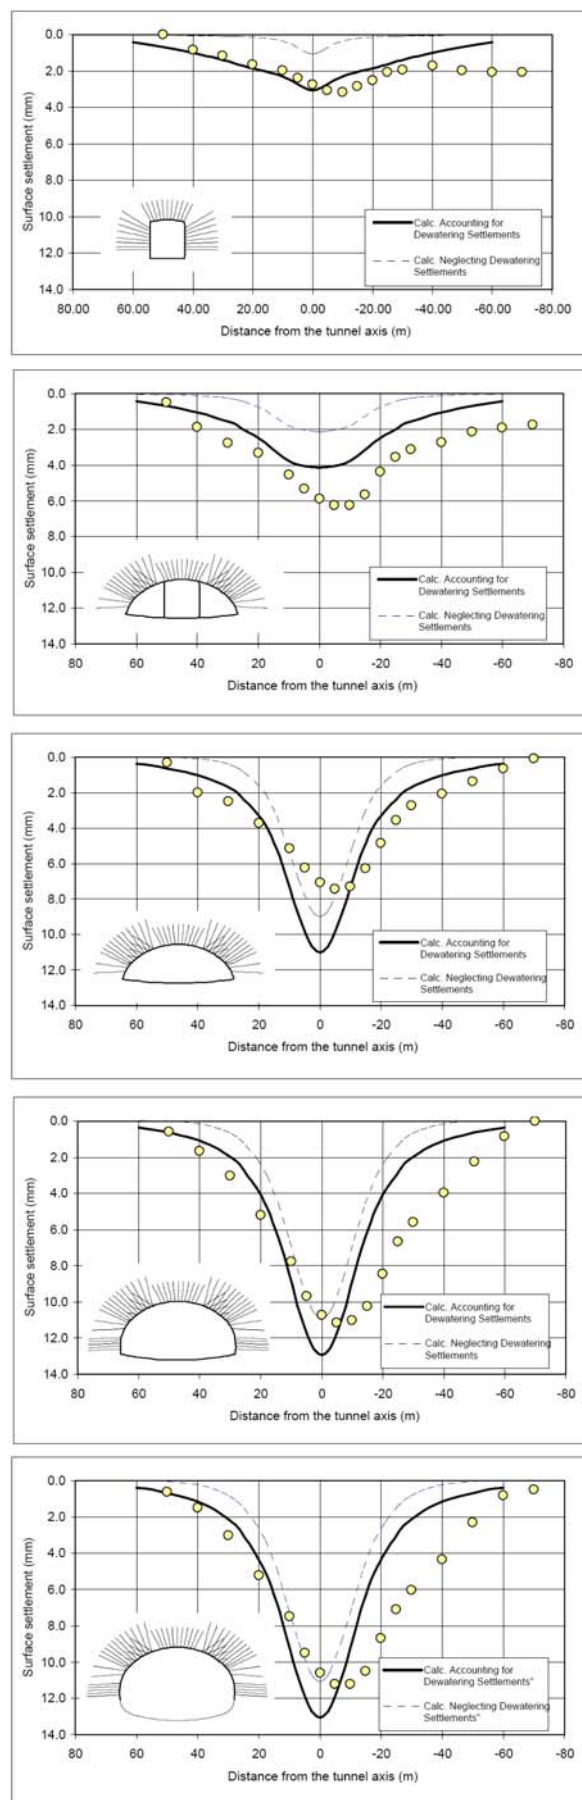 0.0
2.0
4.0
6.0
8.0
10.0
12.0
14.0
Surface settlement (mm)
Calc. Accounting for
Dewatering Settlements
Calc. Neglecting Dewatering
Settlements
80.00 60.00 40.00 20.00 0.00 -20.00 -40.00 -60.00 -80.00
Distance from the tunnel axis (m)
0.0
2.0
4.0
6.0
8.0
10.0
12.0
14.0
Surface settlement (mm)
Calc. Accounting for
Dewatering Settlements
Calc. Neglecting Dewatering
Settlements
80 60 40 20 0 -20 -40 -60 -80
Distance from the tunnel axis (m)
0.0
2.0
4.0
6.0
8.0
10.0
12.0
14.0
Surface settlement (mm)
Calc. Accounting for
Dewatering Settlements
Calc. Neglecting Dewatering
Settlements
80 60 40 20 0 -20 -40 -60 -80
Distance from the tunnel axis (m)
0.0
2.0
4.0
6.0
8.0
10.0
12.0
14.0
Surface settlement (mm)
Calc. Accounting for
Dewatering Settlements
Calc. Neglecting Dewatering
Settlements
80 60 40 20 0 -20 -40 -60 -80
Distance from the tunnel axis (m)
0.0
2.0
4.0
6.0
8.0
10.0
12.0
14.0
Surface settlement (mm)
Calc. Accounting for
Dewatering Settlements"
Calc. Neglecting Dewatering
Settlements"
80 60 40 20 0 -20 -40 -60 -80
Distance from the tunnel axis (m)